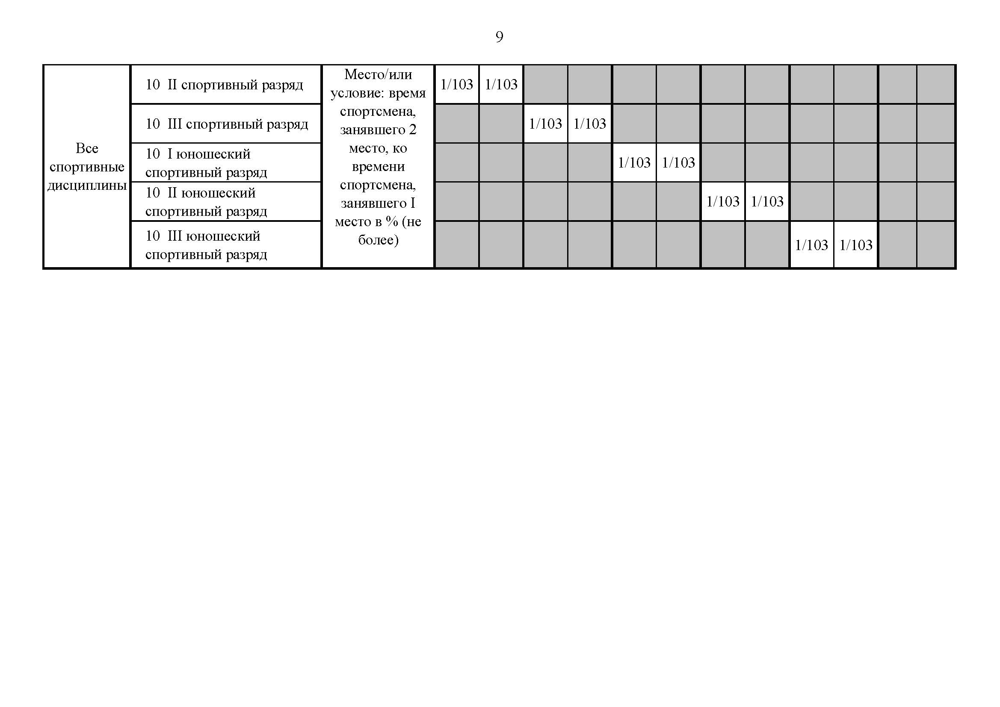 9
Все
спортивные
дисциплины
10 II спортивный разряд
10 III спортивный разряд
10 I юношеский
спортивный разряд
10 II юношеский
спортивный разряд
10 III юношеский
спортивный разряд
Место/или
условие: время
спортсмена,
занявшего 2
место, ко
времени
спортсмена,
занявшего I
место в % (не
более)
1/103 1/103
1/103 1/103
1/103 1/103
1/103 1/103
1/103 1/103